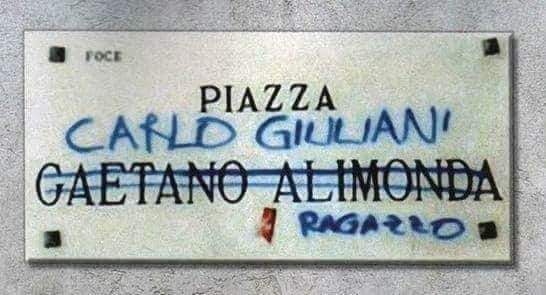 FOCE
PIAZZA
CARLO GIULIANI
GAETANO ALIMONDA
RAGAZZO